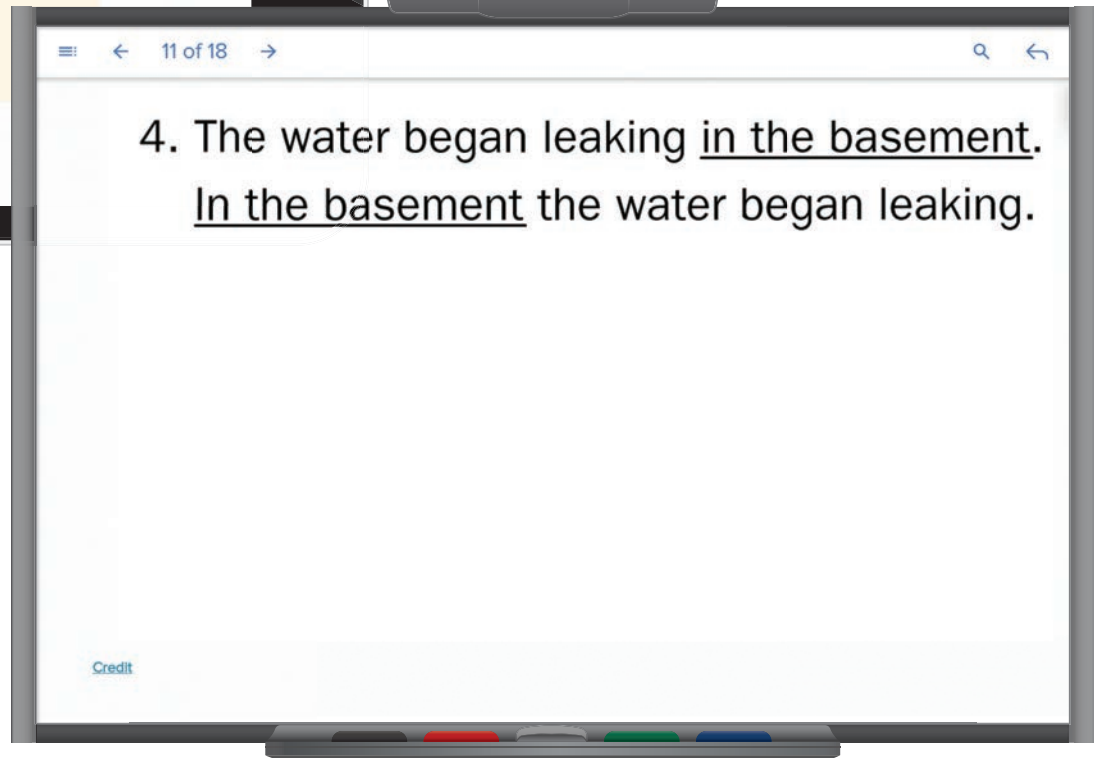 11 of 18
4. The water began leaking in the basement.
In the basement the water began leaking.
Credit